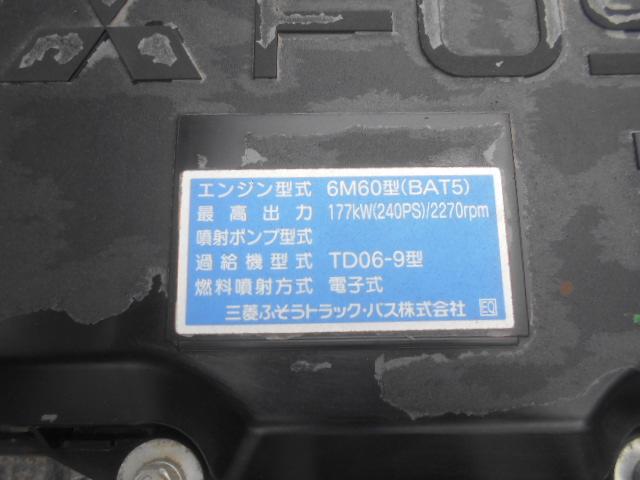 FUS
エンジン型式 6M60型(BAT5)
最高出力 177kW(240PS)/2270rpm
噴射ポンプ型式
過給機型式 TD06-9型
燃料噴射方式 電子式
三菱ふそうトラック・バス株式会社 EQ